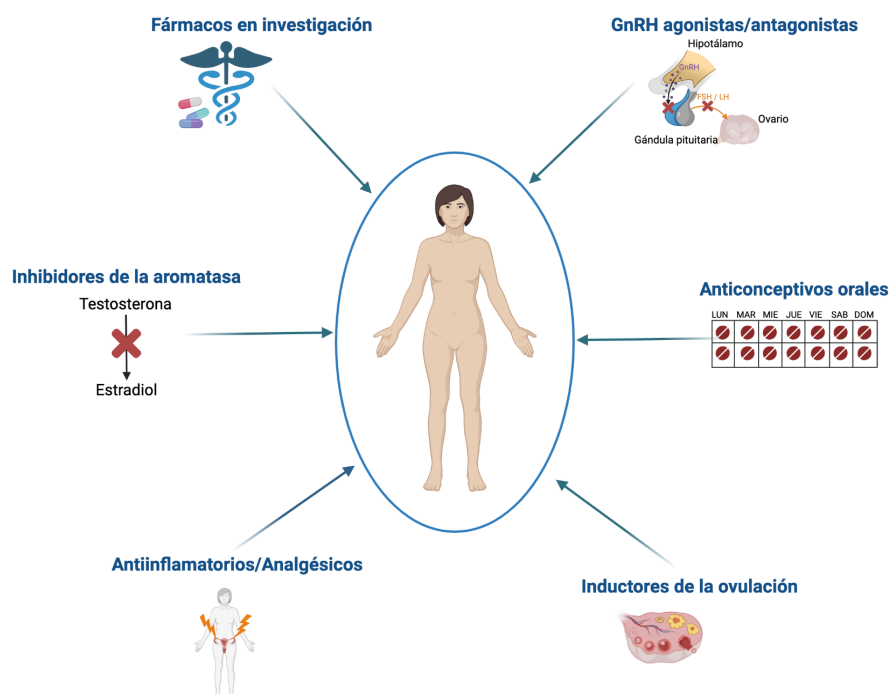 Fármacos en investigación
GnRH agonistas/antagonistas
Hipotálamo
GnRH
FSH / LH
Ovario
Gándula pituitaria
Inhibidores de la aromatasa
Testosterona
Estradiol
Anticonceptivos orales
LUN MAR MIE JUE VIE SAB DOM
Antiinflamatorios/Analgésicos
Inductores de la ovulación